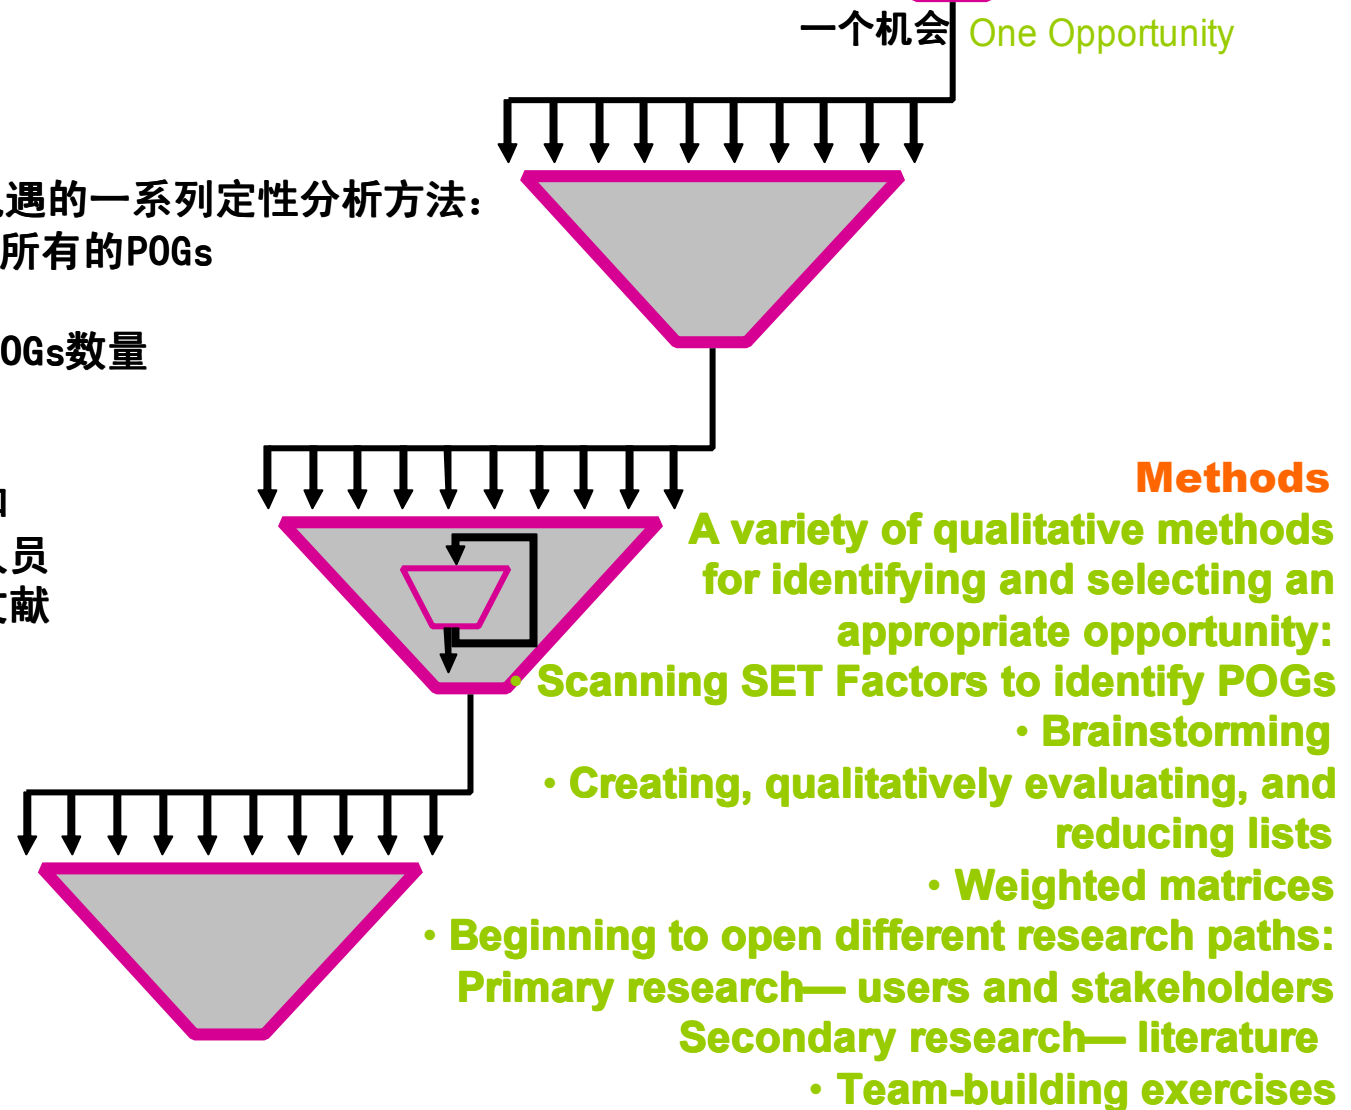 一个机会 One Opportunity
遇的一系列定性分析方法：
所有的POGs
OGs数量
人员
文献
Methods
A variety of qualitative methods
for identifying and selecting an
appropriate opportunity:
• Scanning SET Factors to identify POGs
• Brainstorming
• Creating, qualitatively evaluating, and
reducing lists
• Weighted matrices
• Beginning to open different research paths:
Primary research— users and stakeholders
Secondary research— literature
• Team-building exercises